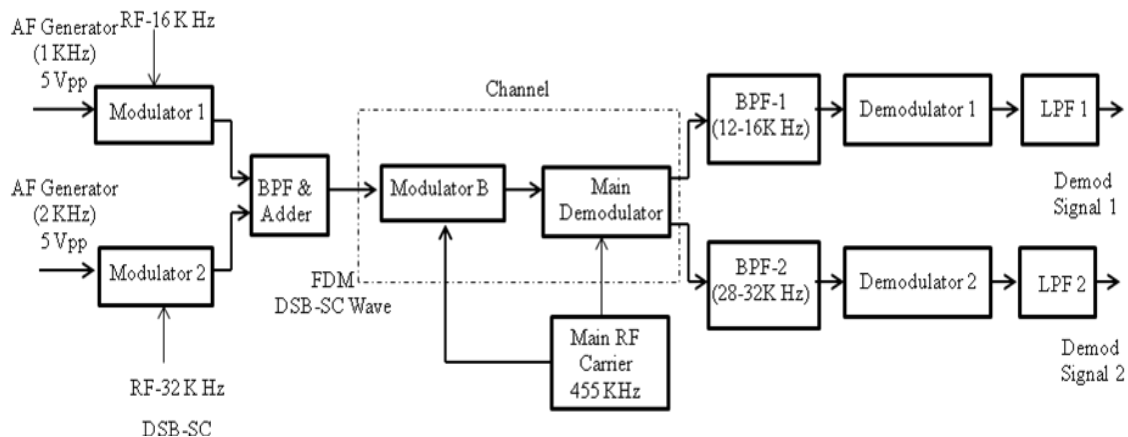 AF Generator
(1 KHz)
5 Vpp
RF-16 K Hz
Modulator 1
AF Generator
(2 KHz)
5 Vpp
Modulator 2
RF-32 K Hz
DSB-SC
BPF &
Adder
Channel
Modulator B
Main
Demodulator
FDM
DSB-SC Wave
Main RF
Carrier
455 KHz
BPF-1
(12-16K Hz)
Demodulator 1
LPF 1
Demod
Signal 1
BPF-2
(28-32K Hz)
Demodulator 2
LPF 2
Demod
Signal 2